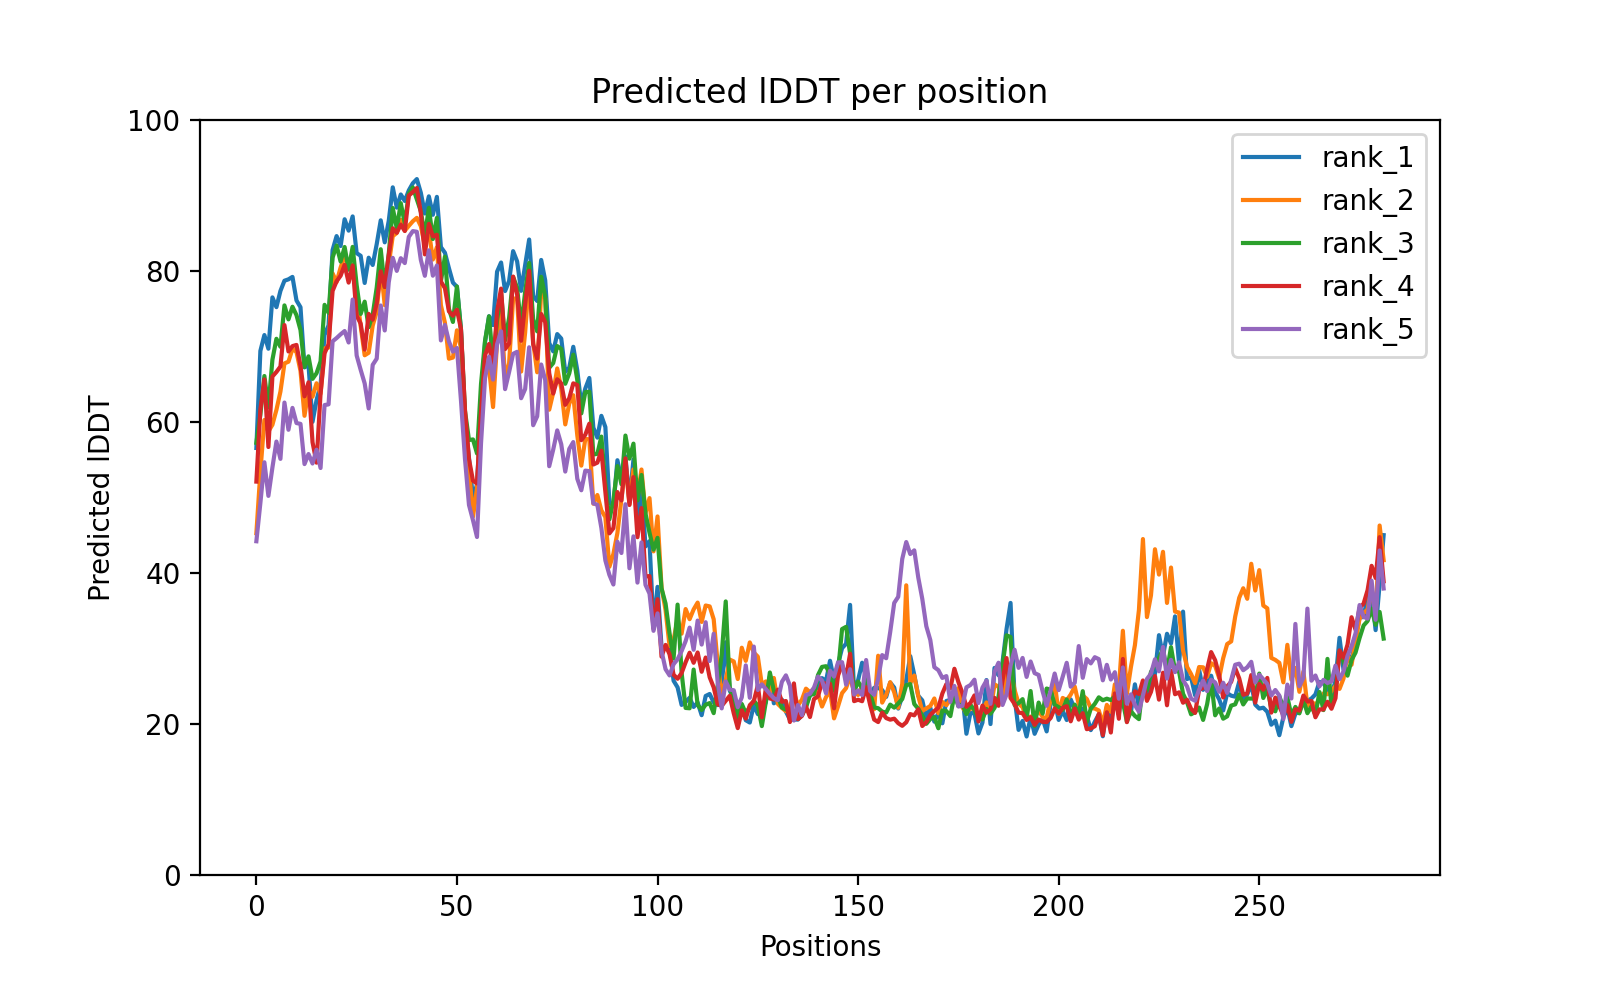 Predicted lDDT per position
100
80
60
40
20
0
Predicted lDDT
0 50 100 150 200 250
Positions
rank_1
rank_2
rank_3
rank_4
rank_5